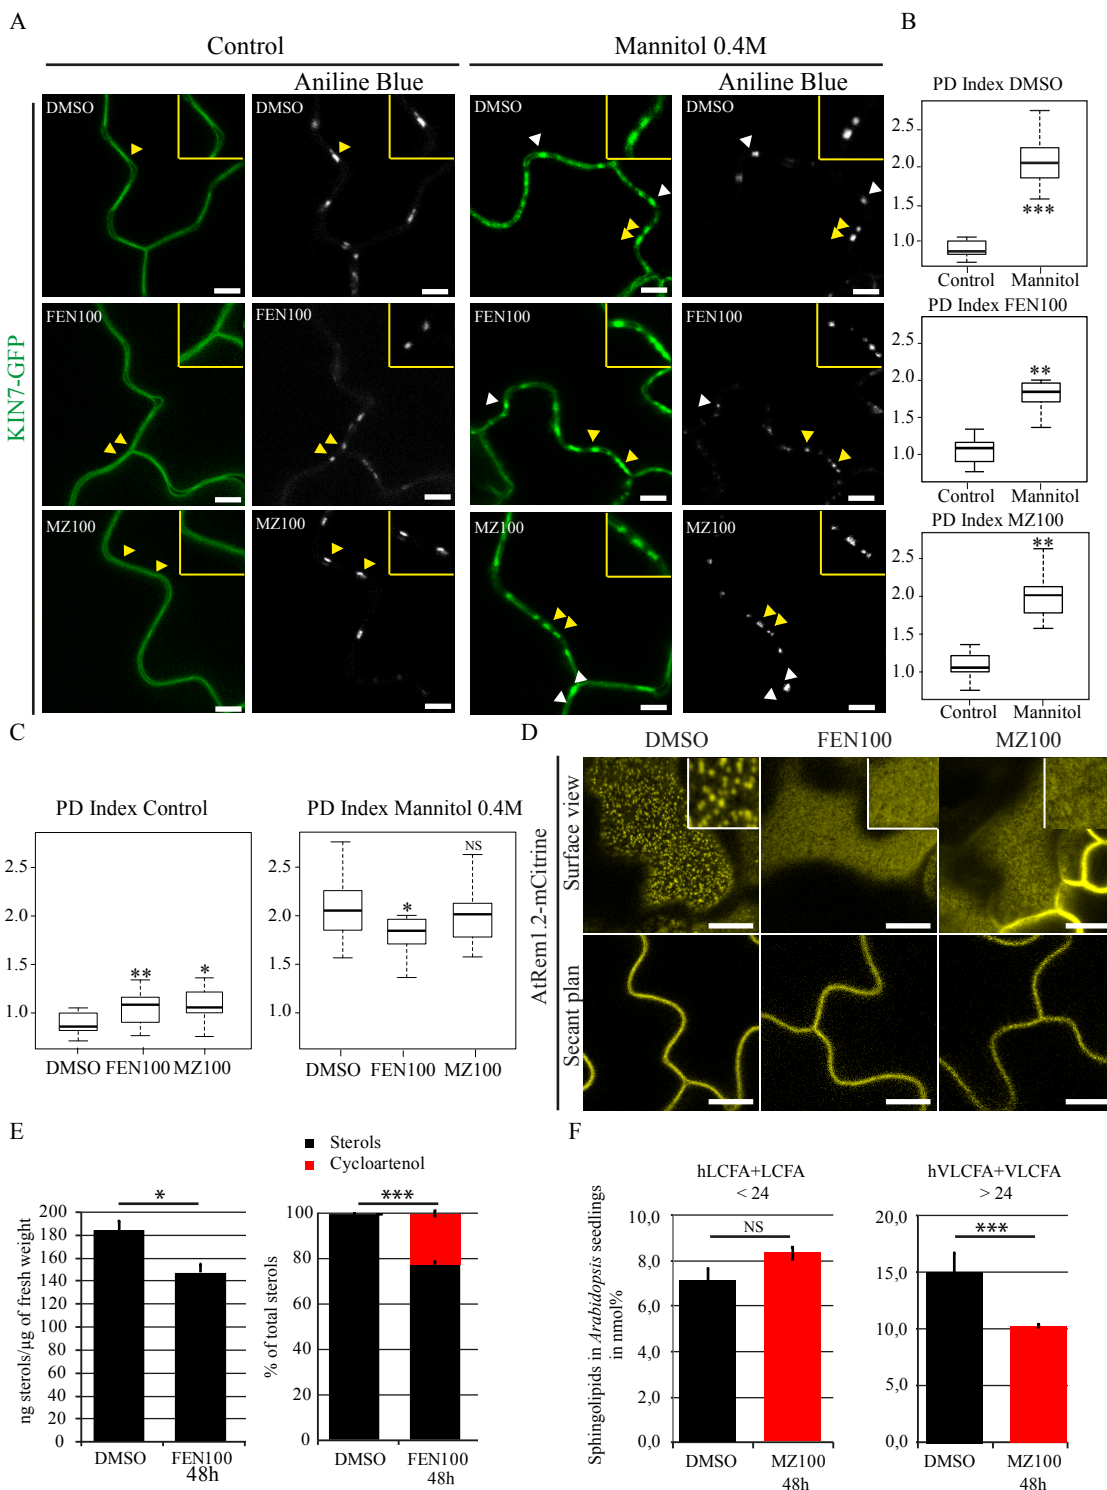 A
Control
Mannitol 0.4M
B
Aniline Blue
Aniline Blue
KIN7-GFP
DMSO
DMSO
DMSO
DMSO
FEN100
FEN100
FEN100
FEN100
MZ100
MZ100
MZ100
MZ100
PD Index DMSO
2.5
2.0
1.5
1.0
***
Control
Mannitol
PD Index FEN100
2.5
2.0
1.5
1.0
**
Control
Mannitol
PD Index MZ100
2.5
2.0
1.5
1.0
**
Control
Mannitol
C
PD Index Control
2.5
2.0
1.5
1.0
**
*
DMSO
FEN100
MZ100
PD Index Mannitol 0.4M
2.5
2.0
1.5
1.0
*
NS
DMSO
FEN100
MZ100
D
DMSO
FEN100
MZ100
AtRem1.2-mCitrine
Surface view
Secant plan
E
Sterols
Cycloartenol
ng sterols/µg of fresh weight
200
180
160
140
120
100
80
60
40
20
0
*
DMSO
FEN100
48h
% of total sterols
100
80
60
40
20
0
***
DMSO
FEN100
48h
F
Sphingolipids in Arabidopsis seedlings
in nmol%
hLCFA+LCFA
< 24
10,0
8,0
6,0
4,0
2,0
0,0
NS
DMSO
MZ100
48h
hVLCFA+VLCFA
> 24
20,0
15,0
10,0
5,0
0,0
***
DMSO
MZ100
48h